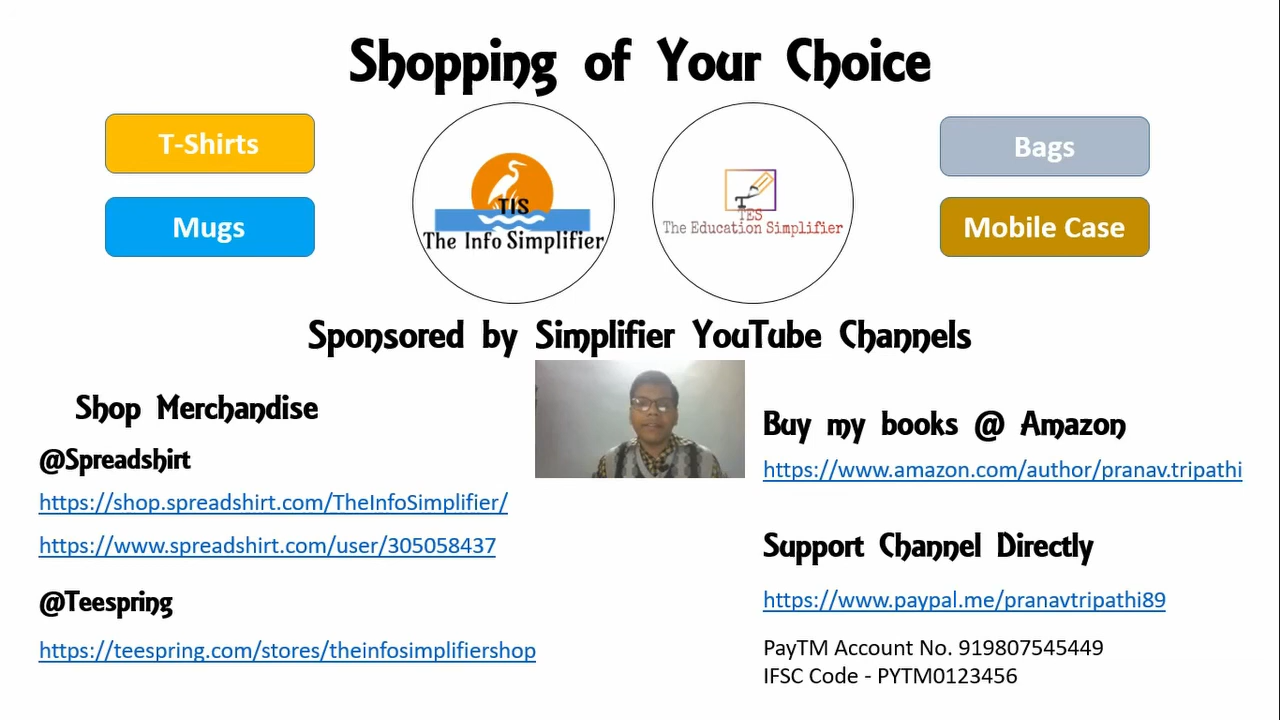 Shopping of Your Choice
T-Shirts
Mugs
TIS
The Info Simplifier
TES
The Education Simplifier
Bags
Mobile Case
Sponsored by Simplifier YouTube Channels
Shop Merchandise
@Spreadshirt
https://shop.spreadshirt.com/TheInfoSimplifier/
https://www.spreadshirt.com/user/305058437
@Teespring
https://teespring.com/stores/theinfosimplifiershop
Buy my books @ Amazon
https://www.amazon.com/author/pranav.tripathi
Support Channel Directly
https://www.paypal.me/pranavtripathi89
PayTM Account No. 919807545449
IFSC Code - PYTM0123456